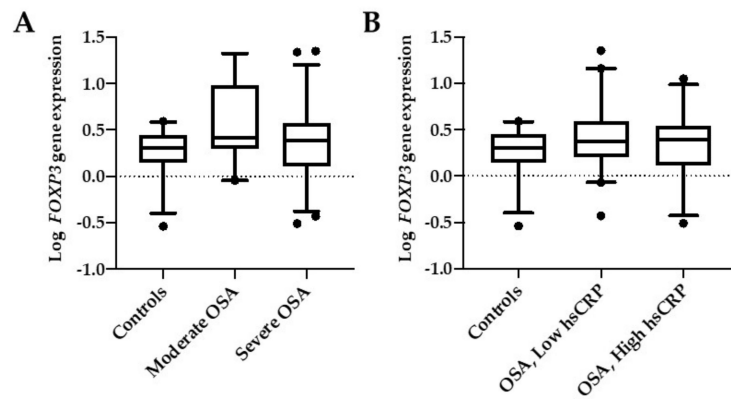 A
Log FOXP3 gene expression
1.5
1.0
0.5
0.0
-0.5
-1.0
Controls
Moderate OSA
Severe OSA
B
Log FOXP3 gene expression
1.5
1.0
0.5
0.0
-0.5
-1.0
Controls
OSA, Low hsCRP
OSA, High hsCRP